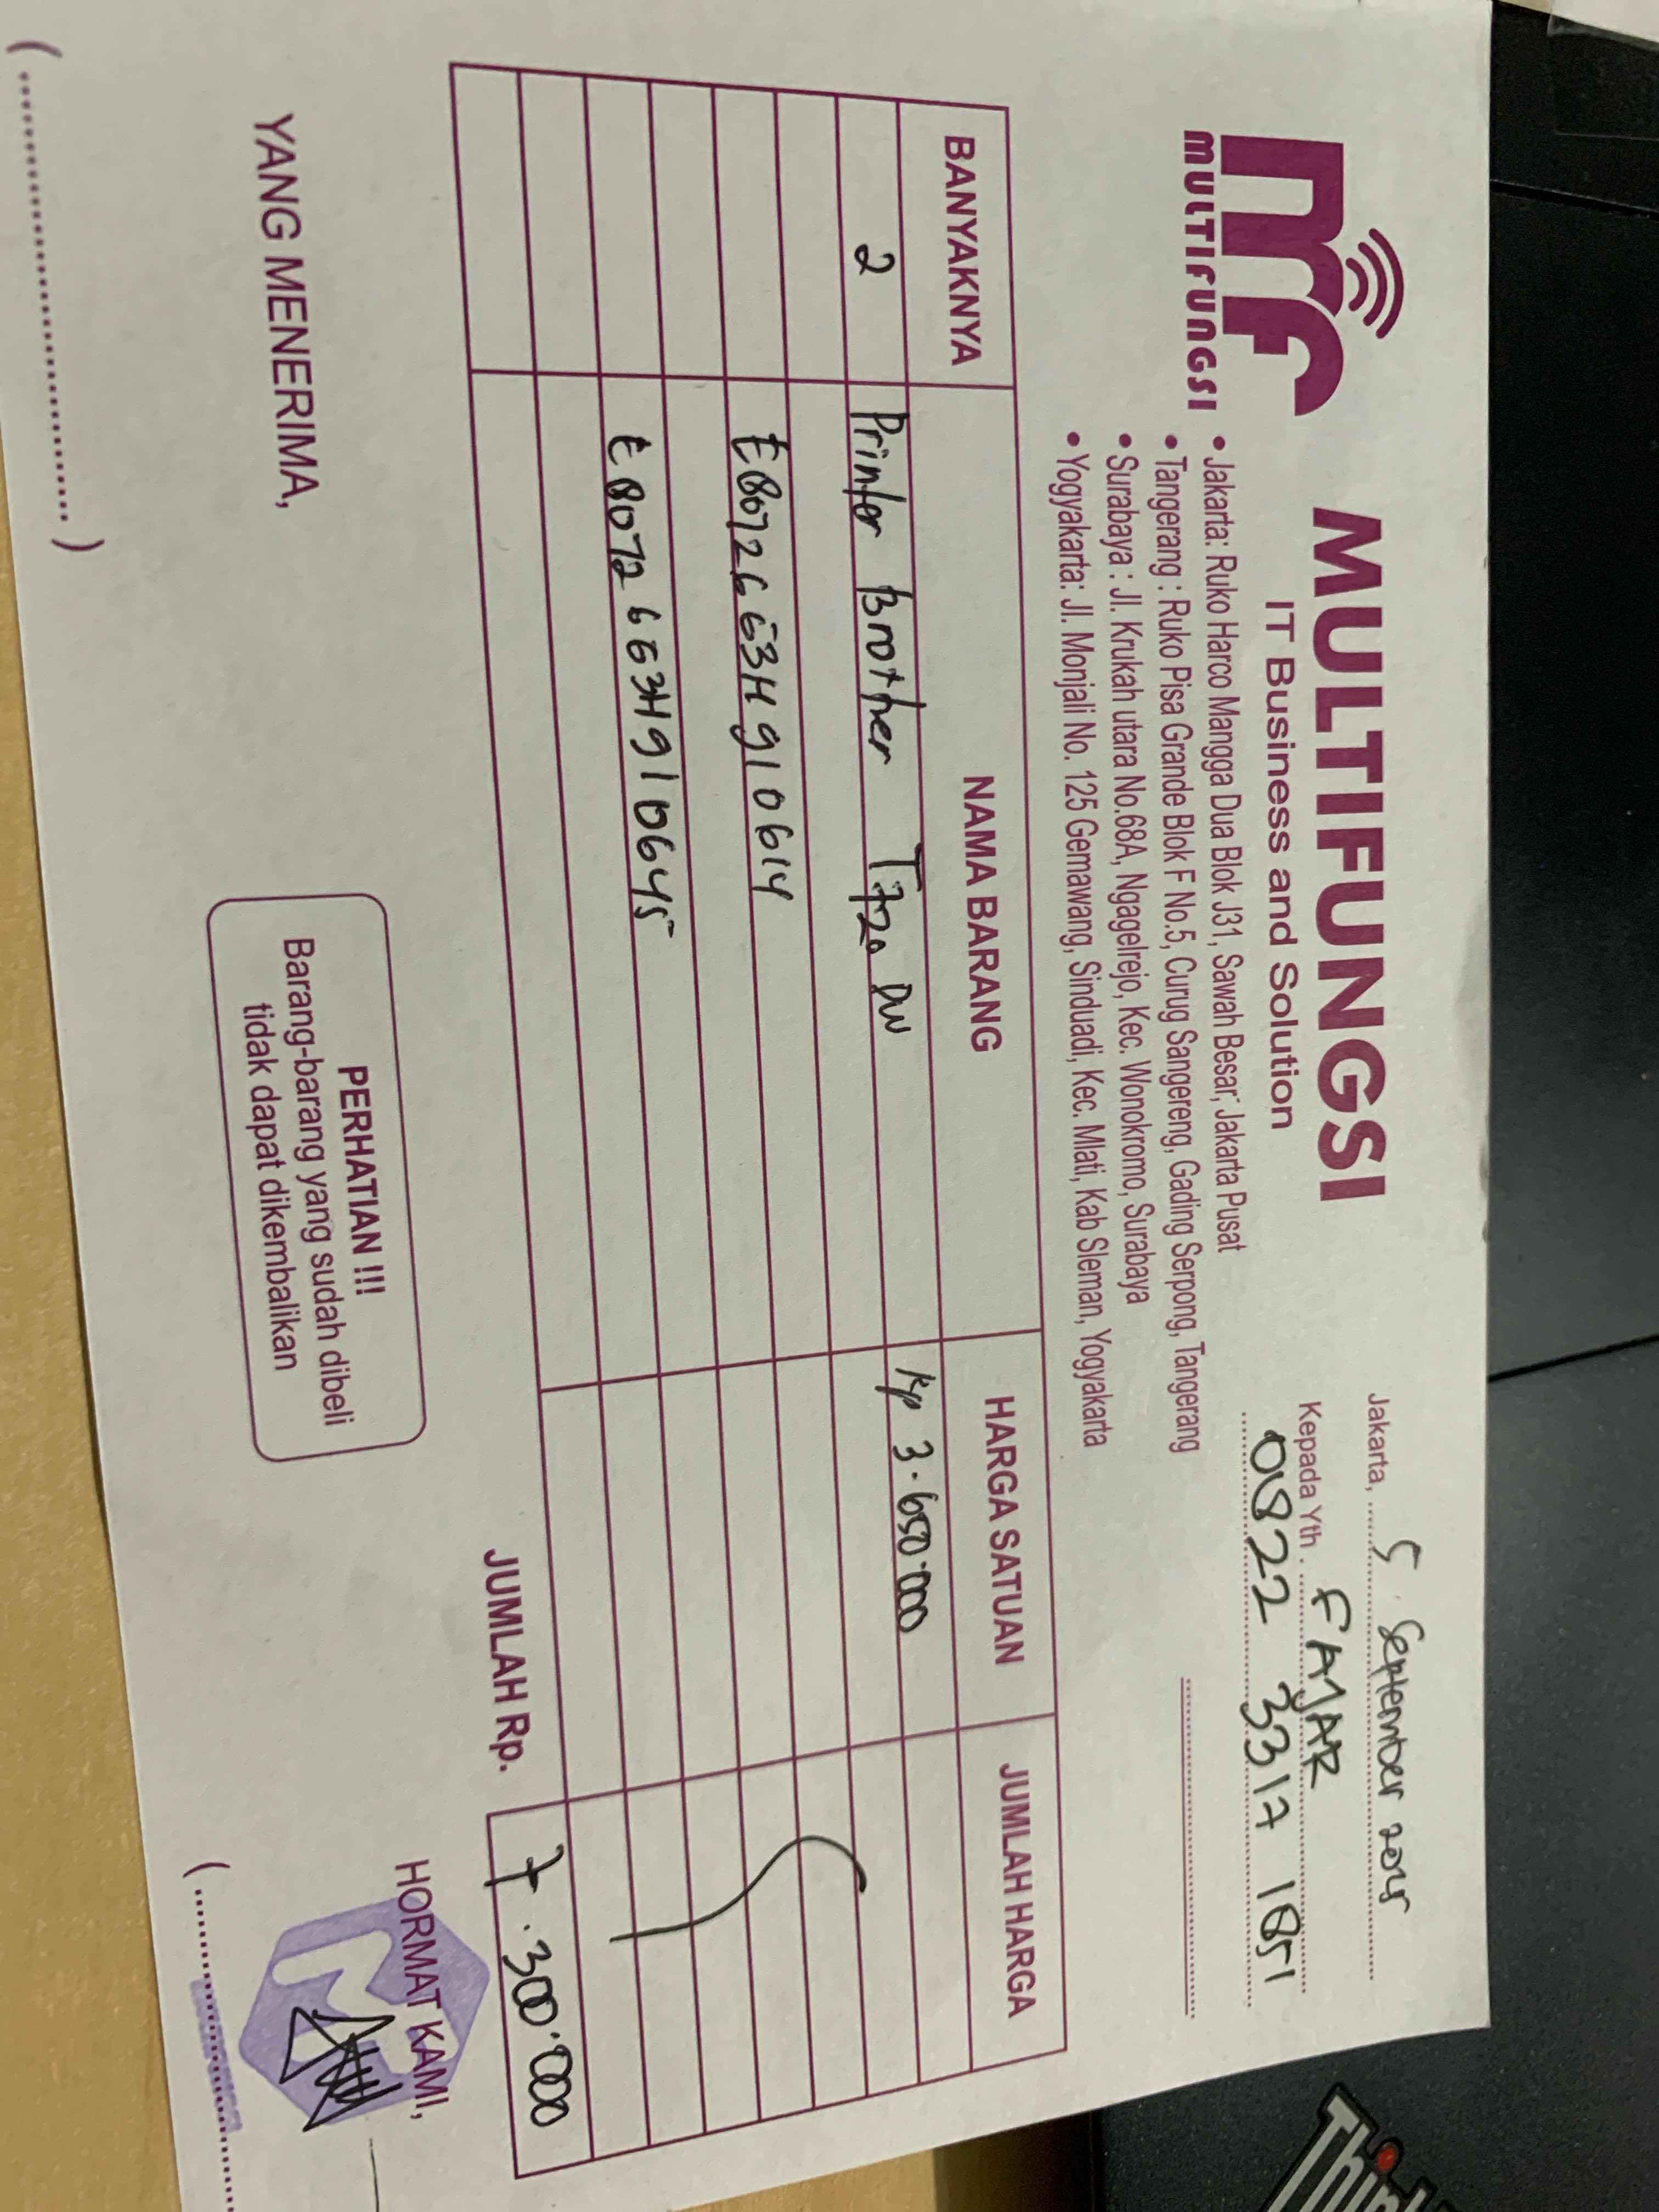 MULTIFUNGSI
MULTIFUNGSI
IT Business and Solution
• Jakarta: Ruko Harco Mangga Dua Blok J31, Sawah Besar, Jakarta Pusat
• Tangerang : Ruko Pisa Grande Blok F No.5, Curug Sangereng, Gading Serpong, Tangerang
• Surabaya : Jl. Krukah utara No.68A, Ngagelrejo, Kec. Wonokromo, Surabaya
• Yogyakarta: Jl. Monjali No. 125 Gemawang, Sinduadi, Kec. Mlati, Kab Sleman, Yogyakarta
Jakarta, 5 September 2025
Kepada Yth. FAJAR
0822 3317 1851
BANYAKNYA NAMA BARANG HARGA SATUAN JUMLAH HARGA
2 Printer Brother T720 DW Rp 3.650.000
E80726663H910614
E80726663H910645
JUMLAH Rp. 7.300.000
YANG MENERIMA,
PERHATIAN !!!
Barang-barang yang sudah dibeli
tidak dapat dikembalikan
HORMAT KAMI,